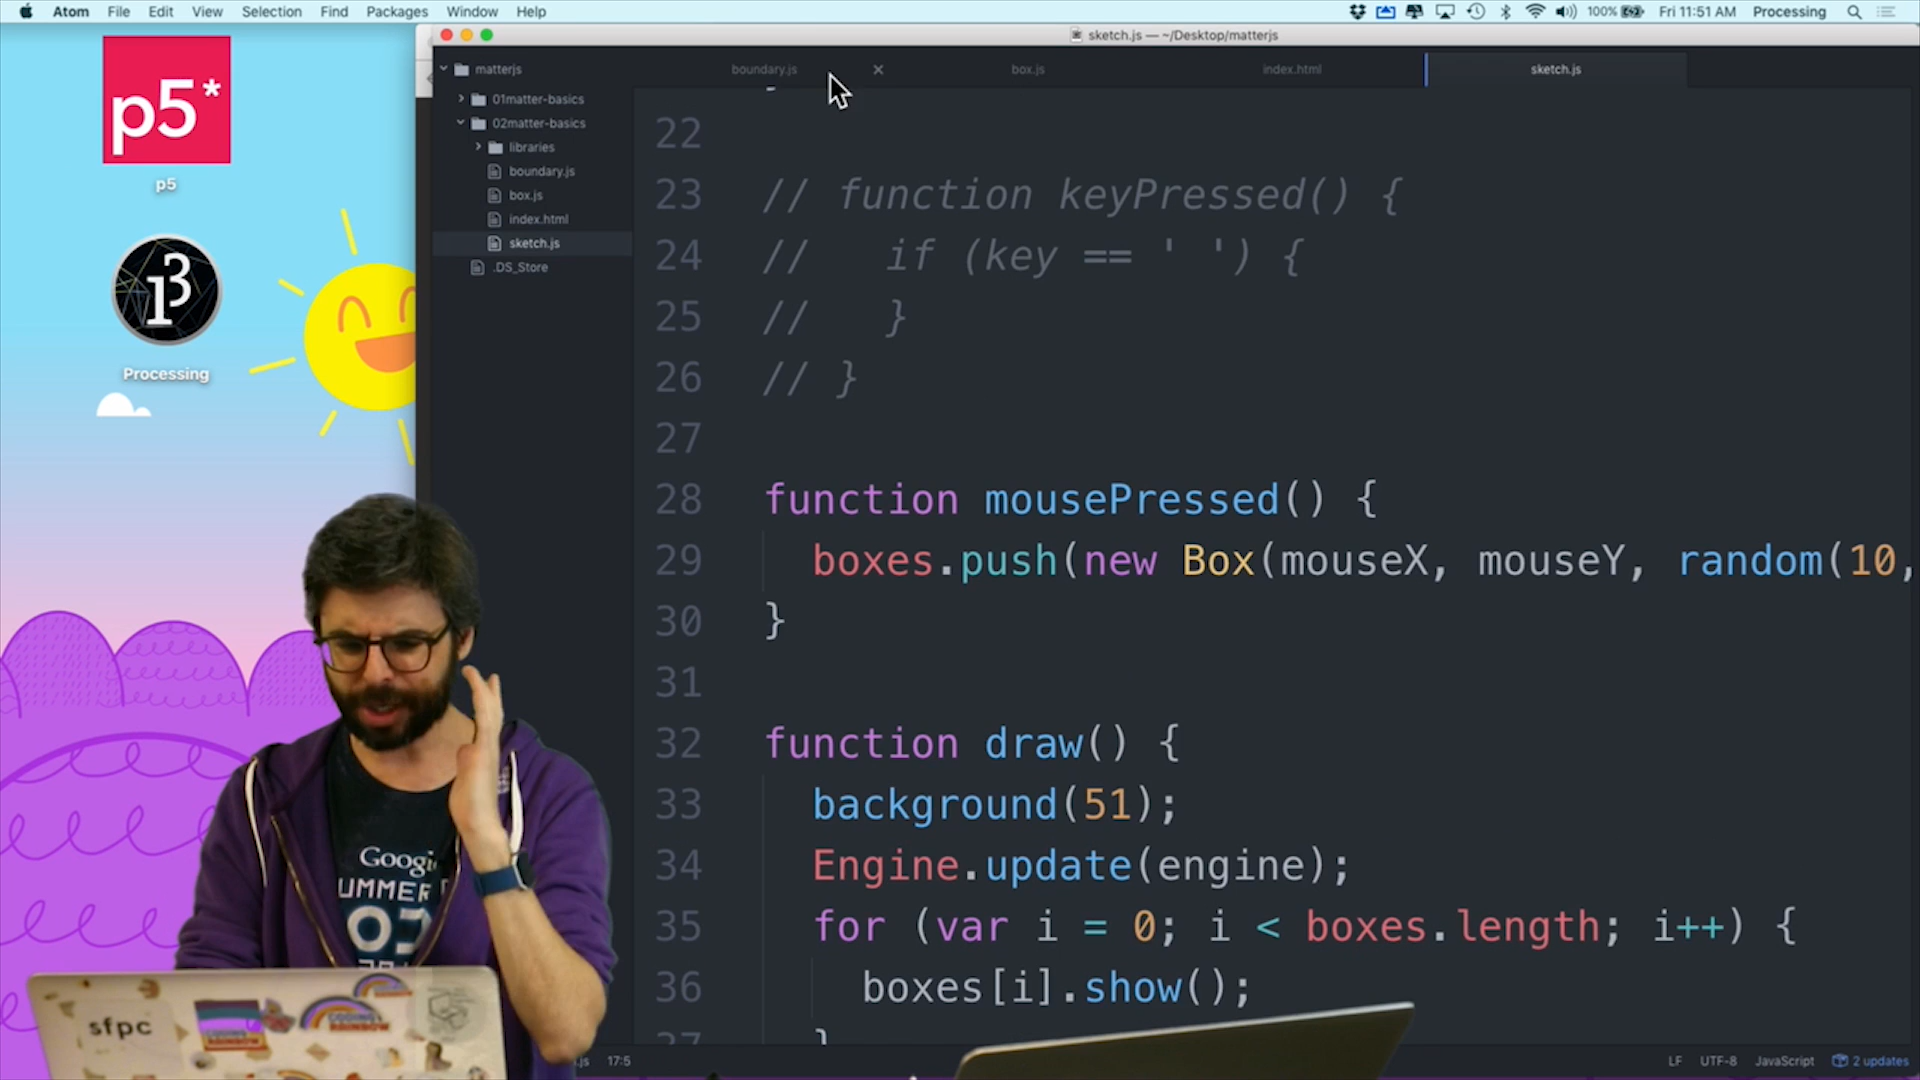 Atom File Edit View Selection Find Packages Window Help 100% Fri 11:51 AM Processing
sketch.js — ~/Desktop/matterjs
p5*
p5
Processing
matterjs
01matter-basics
02matter-basics
libraries
boundary.js
box.js
index.html
sketch.js
.DS_Store
boundary.js box.js index.html sketch.js
22
23 // function keyPressed() {
24 // if (key == ' ') {
25 // }
26 // }
27
28 function mousePressed() {
29 boxes.push(new Box(mouseX, mouseY, random(10,
30 }
31
32 function draw() {
33 background(51);
34 Engine.update(engine);
35 for (var i = 0; i < boxes.length; i++) {
36 boxes[i].show();
37 }
17:5 LF UTF-8 JavaScript 2 updates
sfpc
CODING
RAINBOW